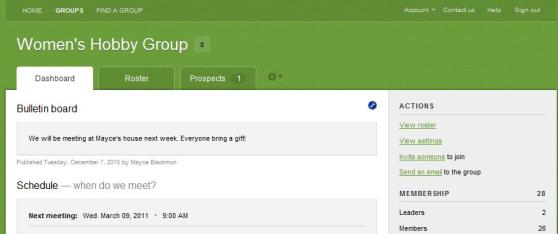 HOME GROUPS FIND A GROUP Account Contact us Help Sign out
Women's Hobby Group
Dashboard Roster Prospects 1
Bulletin board
We will be meeting at Mayce's house next week. Everyone bring a gift!
Published Tuesday, December 7, 2010 by Mayce Blackmon
Schedule — when do we meet?
Next meeting: Wed. March 09, 2011 • 9:00 AM
ACTIONS
View roster
View settings
Invite someone to join
Send an email to the group
MEMBERSHIP 28
Leaders 2
Members 26